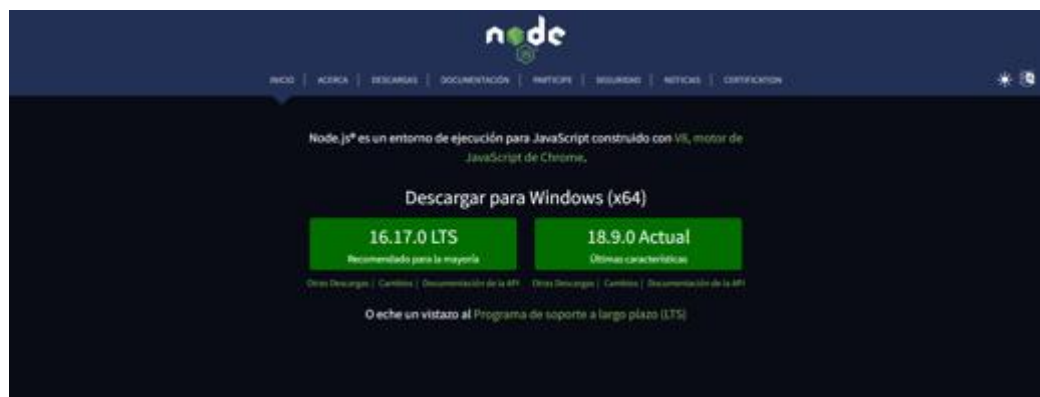 node
JS
INICIO | ACERCA | DESCARGAS | DOCUMENTACIÓN | PARTICIPE | SEGURIDAD | NOTICIAS | CERTIFICATION
Node.js® es un entorno de ejecución para JavaScript construido con V8, motor de
JavaScript de Chrome.
Descargar para Windows (x64)
16.17.0 LTS
Recomendado para la mayoría
18.9.0 Actual
Últimas características
Otras Descargas | Cambios | Documentación de la API
Otras Descargas | Cambios | Documentación de la API
O eche un vistazo al Programa de soporte a largo plazo (LTS)